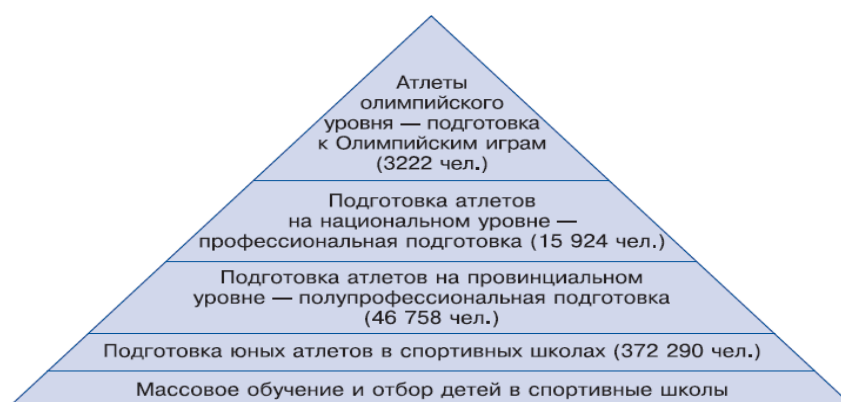 Атлеты
олимпийского
уровня — подготовка
к Олимпийским играм
(3222 чел.)
Подготовка атлетов
на национальном уровне —
профессиональная подготовка (15 924 чел.)
Подготовка атлетов на провинциальном
уровне — полупрофессиональная подготовка
(46 758 чел.)
Подготовка юных атлетов в спортивных школах (372 290 чел.)
Массовое обучение и отбор детей в спортивные школы